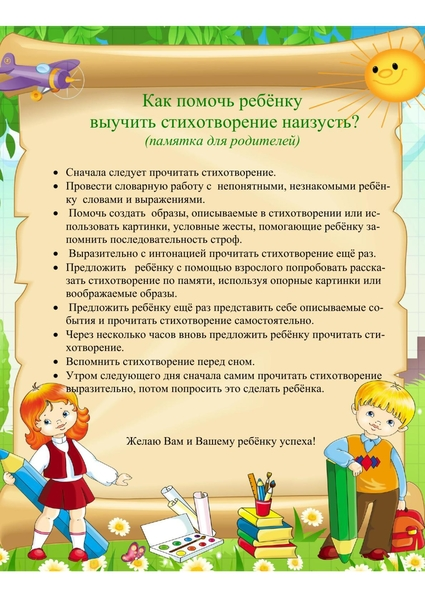 Как помочь ребёнку
выучить стихотворение наизусть?
(памятка для родителей)
• Сначала следует прочитать стихотворение.
• Провести словарную работу с непонятными, незнакомыми ребён-
ку словами и выражениями.
• Помочь создать образы, описываемые в стихотворении или ис-
пользовать картинки, условные жесты, помогающие ребёнку за-
помнить последовательность строф.
• Выразительно с интонацией прочитать стихотворение ещё раз.
• Предложить ребёнку с помощью взрослого попробовать расска-
зать стихотворение по памяти, используя опорные картинки или
воображаемые образы.
• Предложить ребёнку ещё раз представить себе описываемые со-
бытия и прочитать стихотворение самостоятельно.
• Через несколько часов вновь предложить ребёнку прочитать сти-
хотворение.
• Вспомнить стихотворение перед сном.
• Утром следующего дня сначала самим прочитать стихотворение
выразительно, потом попросить это сделать ребёнка.
Желаю Вам и Вашему ребёнку успеха!